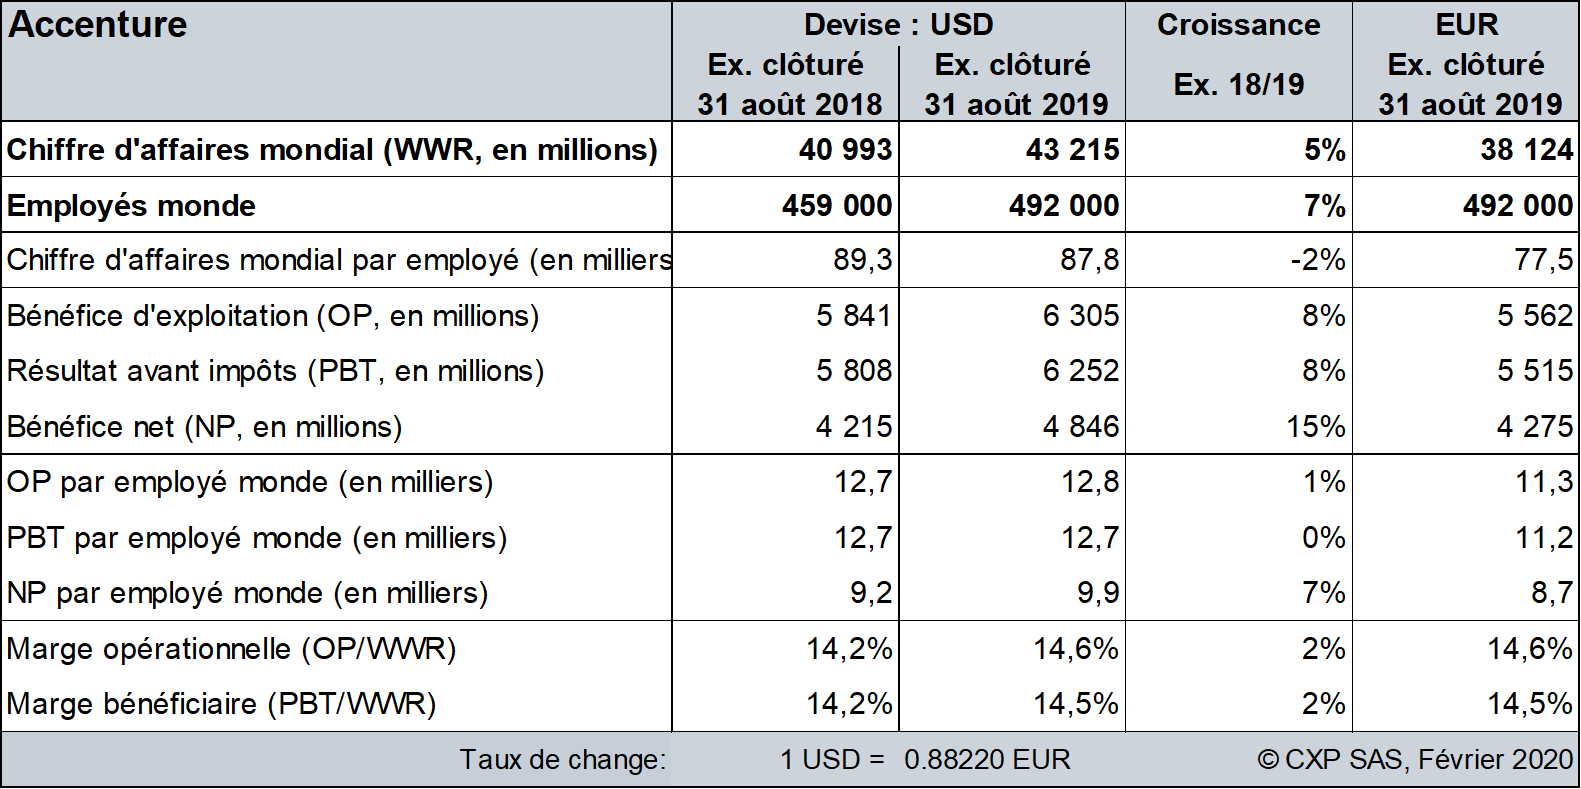 Accenture Devise : USD Croissance EUR
Ex. clôturé Ex. clôturé Ex. 18/19 Ex. clôturé
31 août 2018 31 août 2019 31 août 2019
Chiffre d'affaires mondial (WWR, en millions) 40 993 43 215 5% 38 124
Employés monde 459 000 492 000 7% 492 000
Chiffre d'affaires mondial par employé (en milliers 89,3 87,8 -2% 77,5
Bénéfice d'exploitation (OP, en millions) 5 841 6 305 8% 5 562
Résultat avant impôts (PBT, en millions) 5 808 6 252 8% 5 515
Bénéfice net (NP, en millions) 4 215 4 846 15% 4 275
OP par employé monde (en milliers) 12,7 12,8 1% 11,3
PBT par employé monde (en milliers) 12,7 12,7 0% 11,2
NP par employé monde (en milliers) 9,2 9,9 7% 8,7
Marge opérationnelle (OP/WWR) 14,2% 14,6% 2% 14,6%
Marge bénéficiaire (PBT/WWR) 14,2% 14,5% 2% 14,5%
Taux de change: 1 USD = 0.88220 EUR © CXP SAS, Février 2020